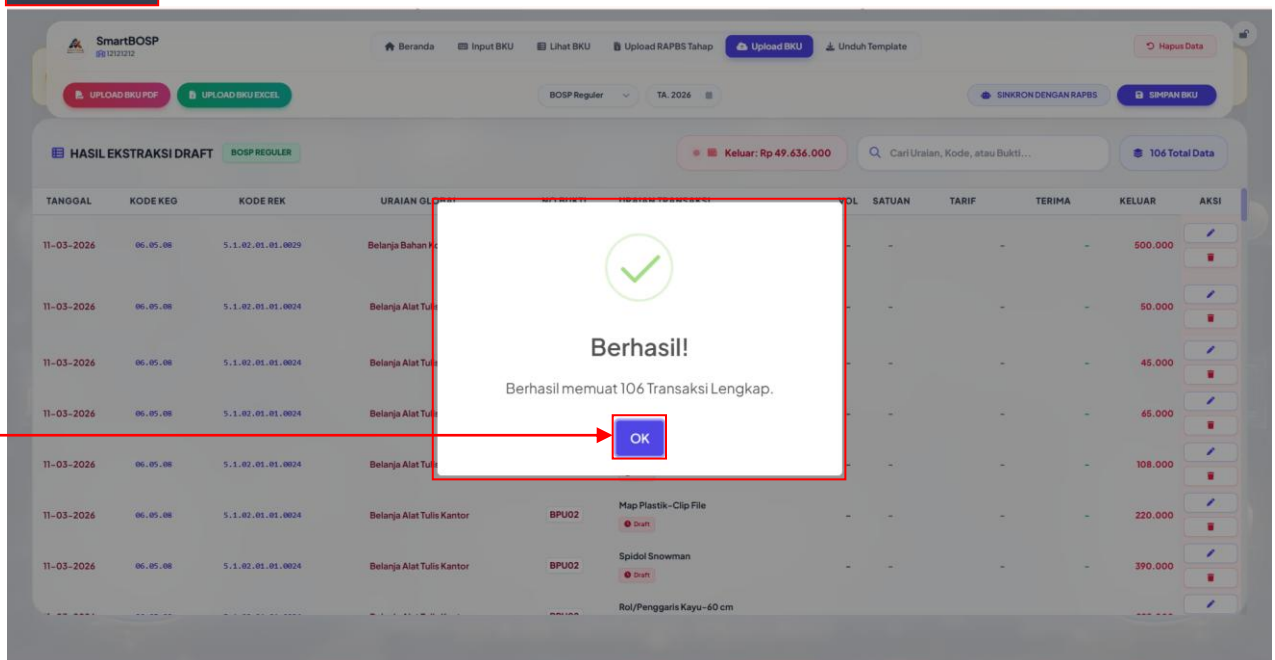 SmartBOSP
12121212
Beranda Input BKU Lihat BKU Upload RAPBS Tahap Upload BKU Unduh Template Hapus Data
UPLOAD BKU PDF UPLOAD BKU EXCEL BOSP Reguler TA. 2026 SINKRON DENGAN RAPBS SIMPAN BKU
HASIL EKSTRAKSI DRAFT BOSP REGULER Keluar: Rp 49.636.000 Cari Uraian, Kode, atau Bukti... 106 Total Data
TANGGAL KODE KEG KODE REK URAIAN GLOBAL NO BUKTI URAIAN TRANSAKSI VOL SATUAN TARIF TERIMA KELUAR AKSI
11-03-2026 06.05.08 5.1.02.01.01.0029 Belanja Bahan - - - - 500.000
11-03-2026 06.05.08 5.1.02.01.01.0024 Belanja Alat - - - - 50.000
11-03-2026 06.05.08 5.1.02.01.01.0024 Belanja Alat - - - - 45.000
11-03-2026 06.05.08 5.1.02.01.01.0024 Belanja Alat - - - - 65.000
11-03-2026 06.05.08 5.1.02.01.01.0024 Belanja Alat - - - - 108.000
Berhasil!
Berhasil memuat 106 Transaksi Lengkap.
OK
11-03-2026 06.05.08 5.1.02.01.01.0024 Belanja Alat Tulis Kantor BPU02 Map Plastik-Clip File - - - - 220.000
Draft
11-03-2026 06.05.08 5.1.02.01.01.0024 Belanja Alat Tulis Kantor BPU02 Spidol Snowman - - - - 390.000
Draft
Rol/Penggaris Kayu-60 cm